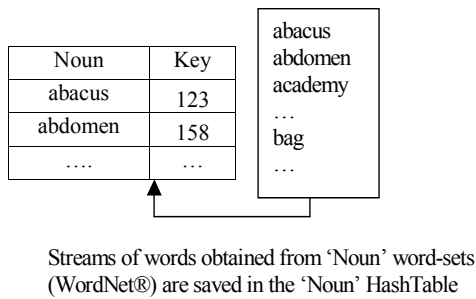 Noun Key
abacus 123
abdomen 158
…. …
abacus
abdomen
academy
…
bag
…
Streams of words obtained from ‘Noun’ word-sets
(WordNet®) are saved in the ‘Noun’ HashTable